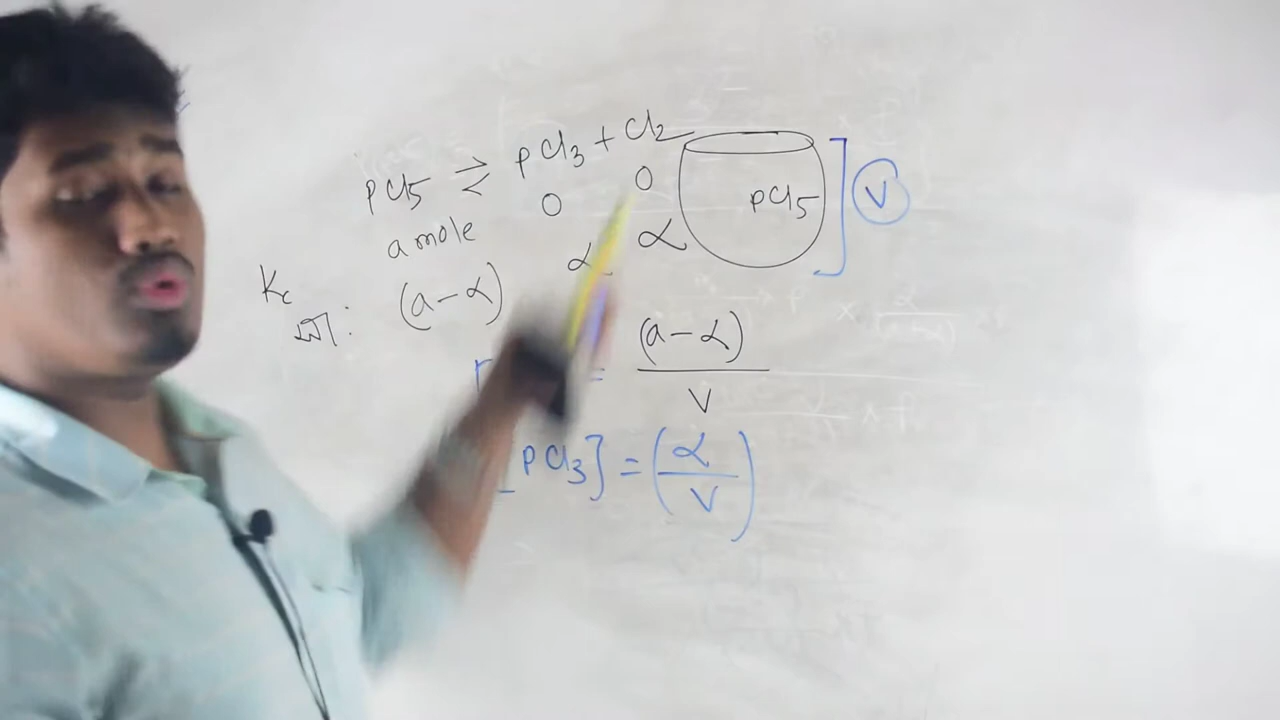 PCl5 ⇌ PCl3 + Cl2
a mole 0 0
(a-α) α α
Kc
PCl5
V
= (a-α)/V
[PCl3] = (α/V)